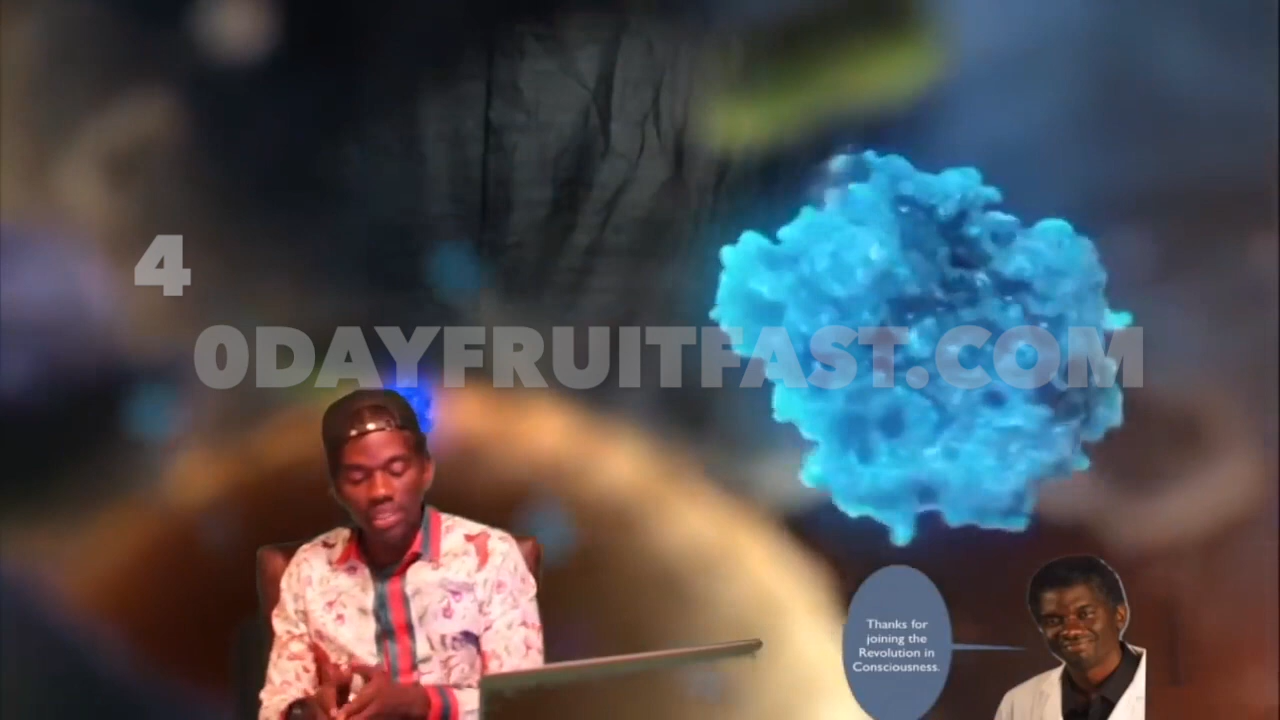 4
0DAYFRUITFAST.COM
Thanks for
joining the
Revolution in
Consciousness.